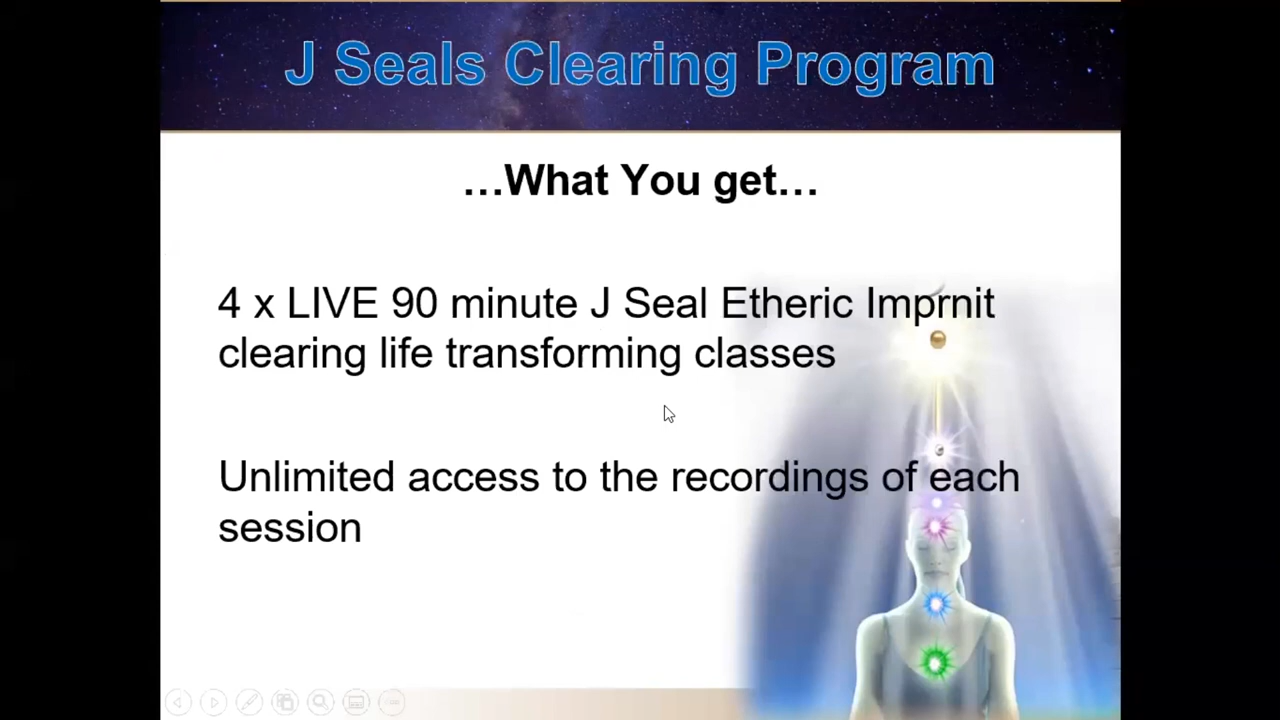 J Seals Clearing Program
...What You get...
4 x LIVE 90 minute J Seal Etheric Imprnit
clearing life transforming classes
Unlimited access to the recordings of each
session